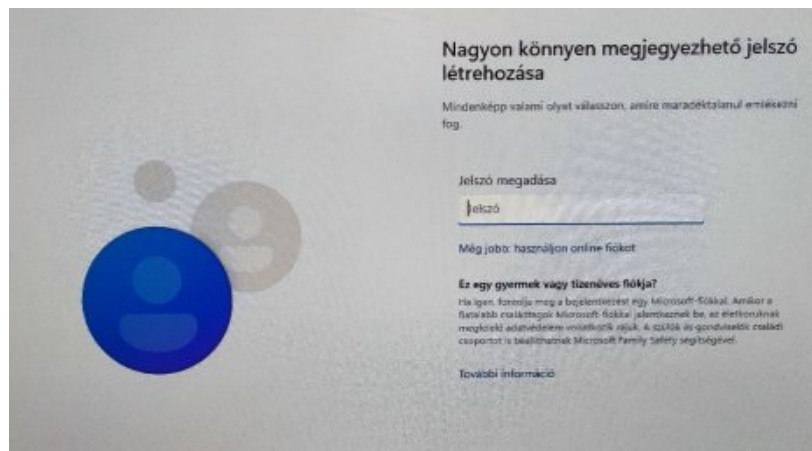 Nagyon könnyen megjegyezhető jelszó
létrehozása
Mindenképp valami olyat válasszon, amire maradéktalanul emlékezni
fog.
Jelszó megadása
Jelszó
Még jobb: használjon online fiókot
Ez egy gyermek vagy tizenéves fiókja?
Ha igen, fontolja meg a bejelentkezést egy Microsoft-fiókkal. Amikor a
fiatalabb családtagok Microsoft-fiókkal jelentkeznek be, az életkoruknak
megfelelő adatvédelem vonatkozik rájuk. A szülők és gondviselők családi
csoportot is beállíthatnak Microsoft Family Safety segítségével.
További információ